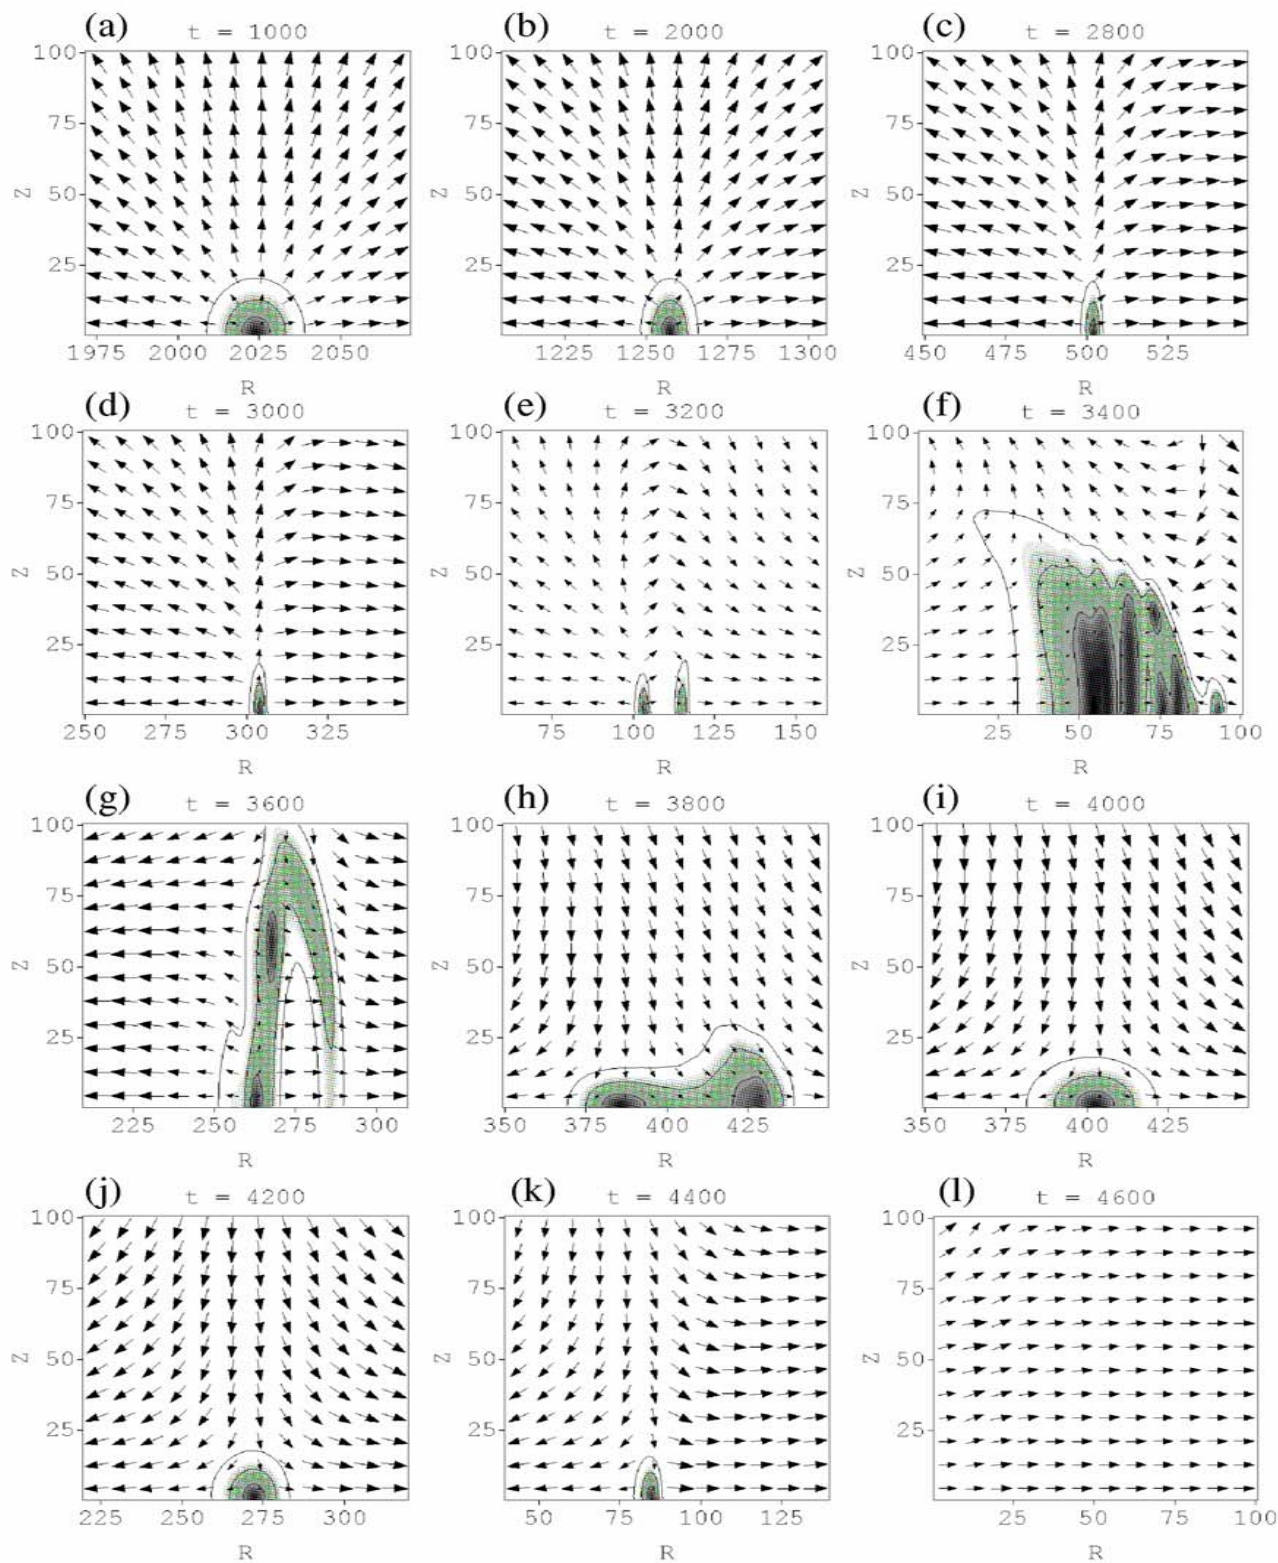 (a) t = 1000
(b) t = 2000
(c) t = 2800
100
75
50
25
Z
1975 2000 2025 2050
R
100
75
50
25
Z
1225 1250 1275 1300
R
100
75
50
25
Z
450 475 500 525
R
(d) t = 3000
(e) t = 3200
(f) t = 3400
100
75
50
25
Z
250 275 300 325
R
100
75
50
25
Z
75 100 125 150
R
100
75
50
25
Z
25 50 75 100
R
(g) t = 3600
(h) t = 3800
(i) t = 4000
100
75
50
25
Z
225 250 275 300
R
100
75
50
25
Z
350 375 400 425
R
100
75
50
25
Z
350 375 400 425
R
(j) t = 4200
(k) t = 4400
(l) t = 4600
100
75
50
25
Z
225 250 275 300
R
100
75
50
25
Z
50 75 100 125
R
100
75
50
25
Z
25 50 75 100
R